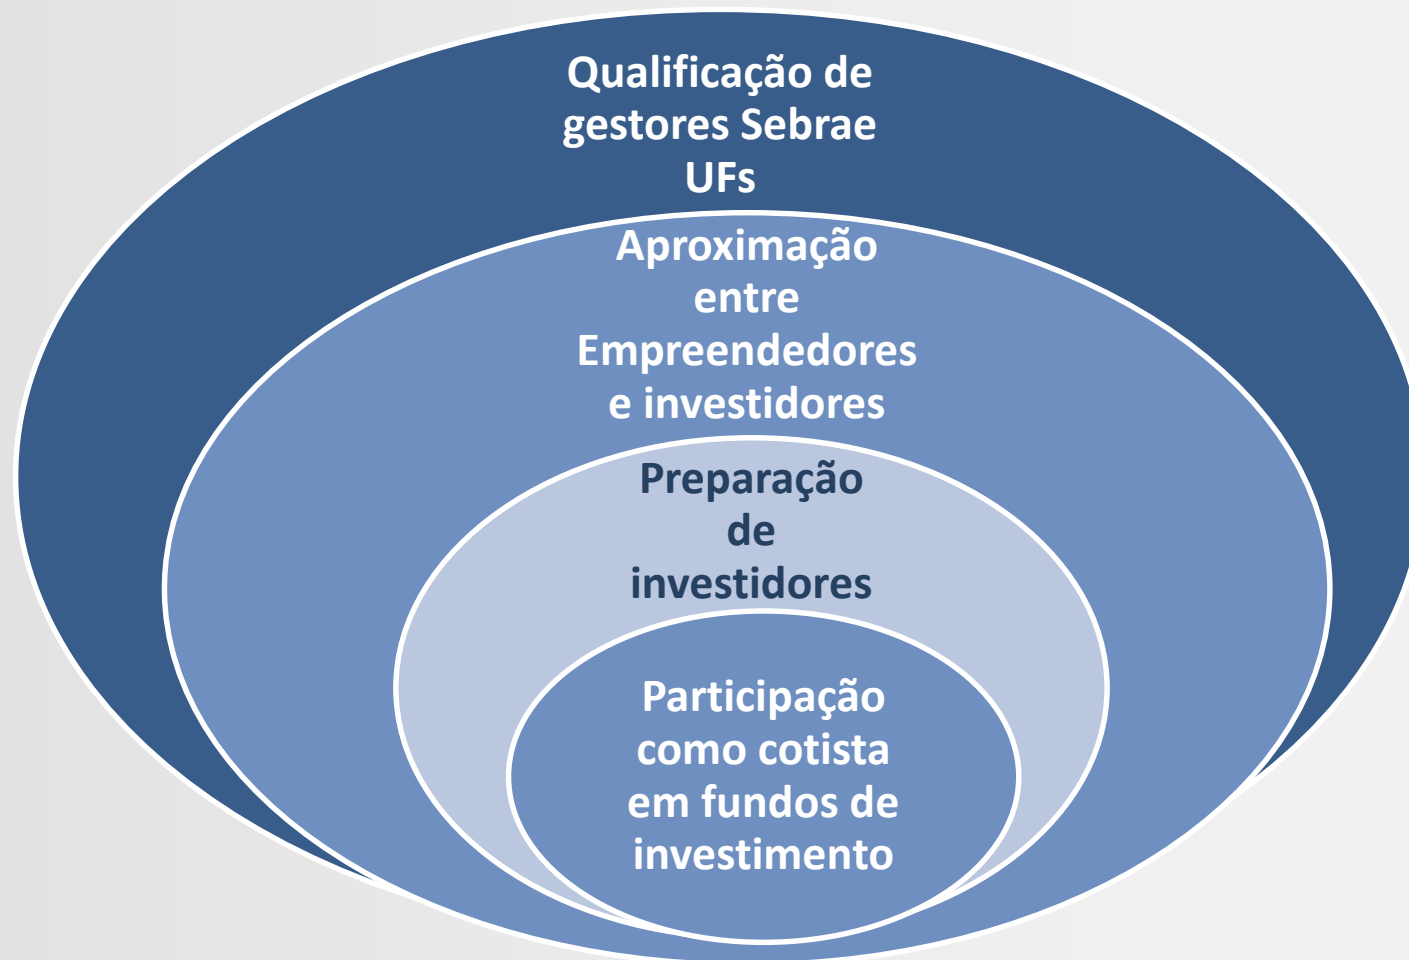 Qualificação de
gestores Sebrae
UFs
Aproximação
entre
Empreendedores
e investidores
Preparação
de
investidores
Participação
como cotista
em fundos de
investimento